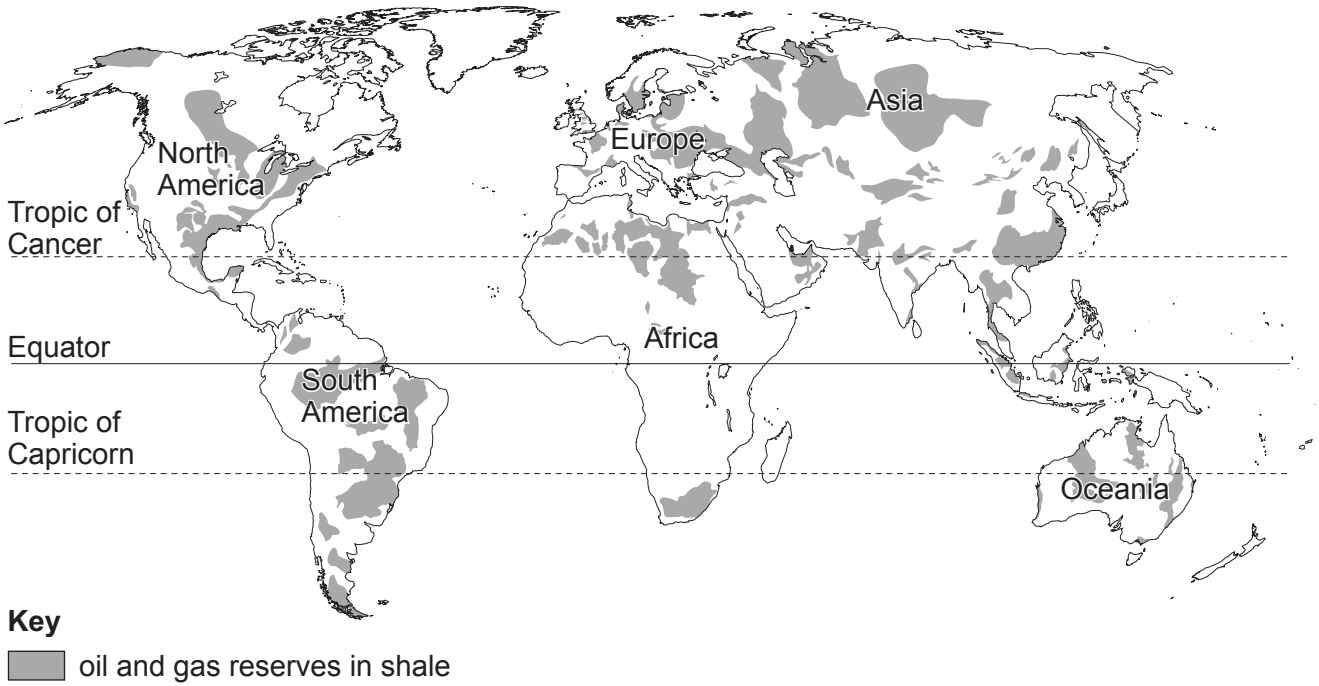 Asia
Europe
North
America
Tropic of
Cancer
Africa
Equator
South
America
Tropic of
Capricorn
Oceania
Key
oil and gas reserves in shale